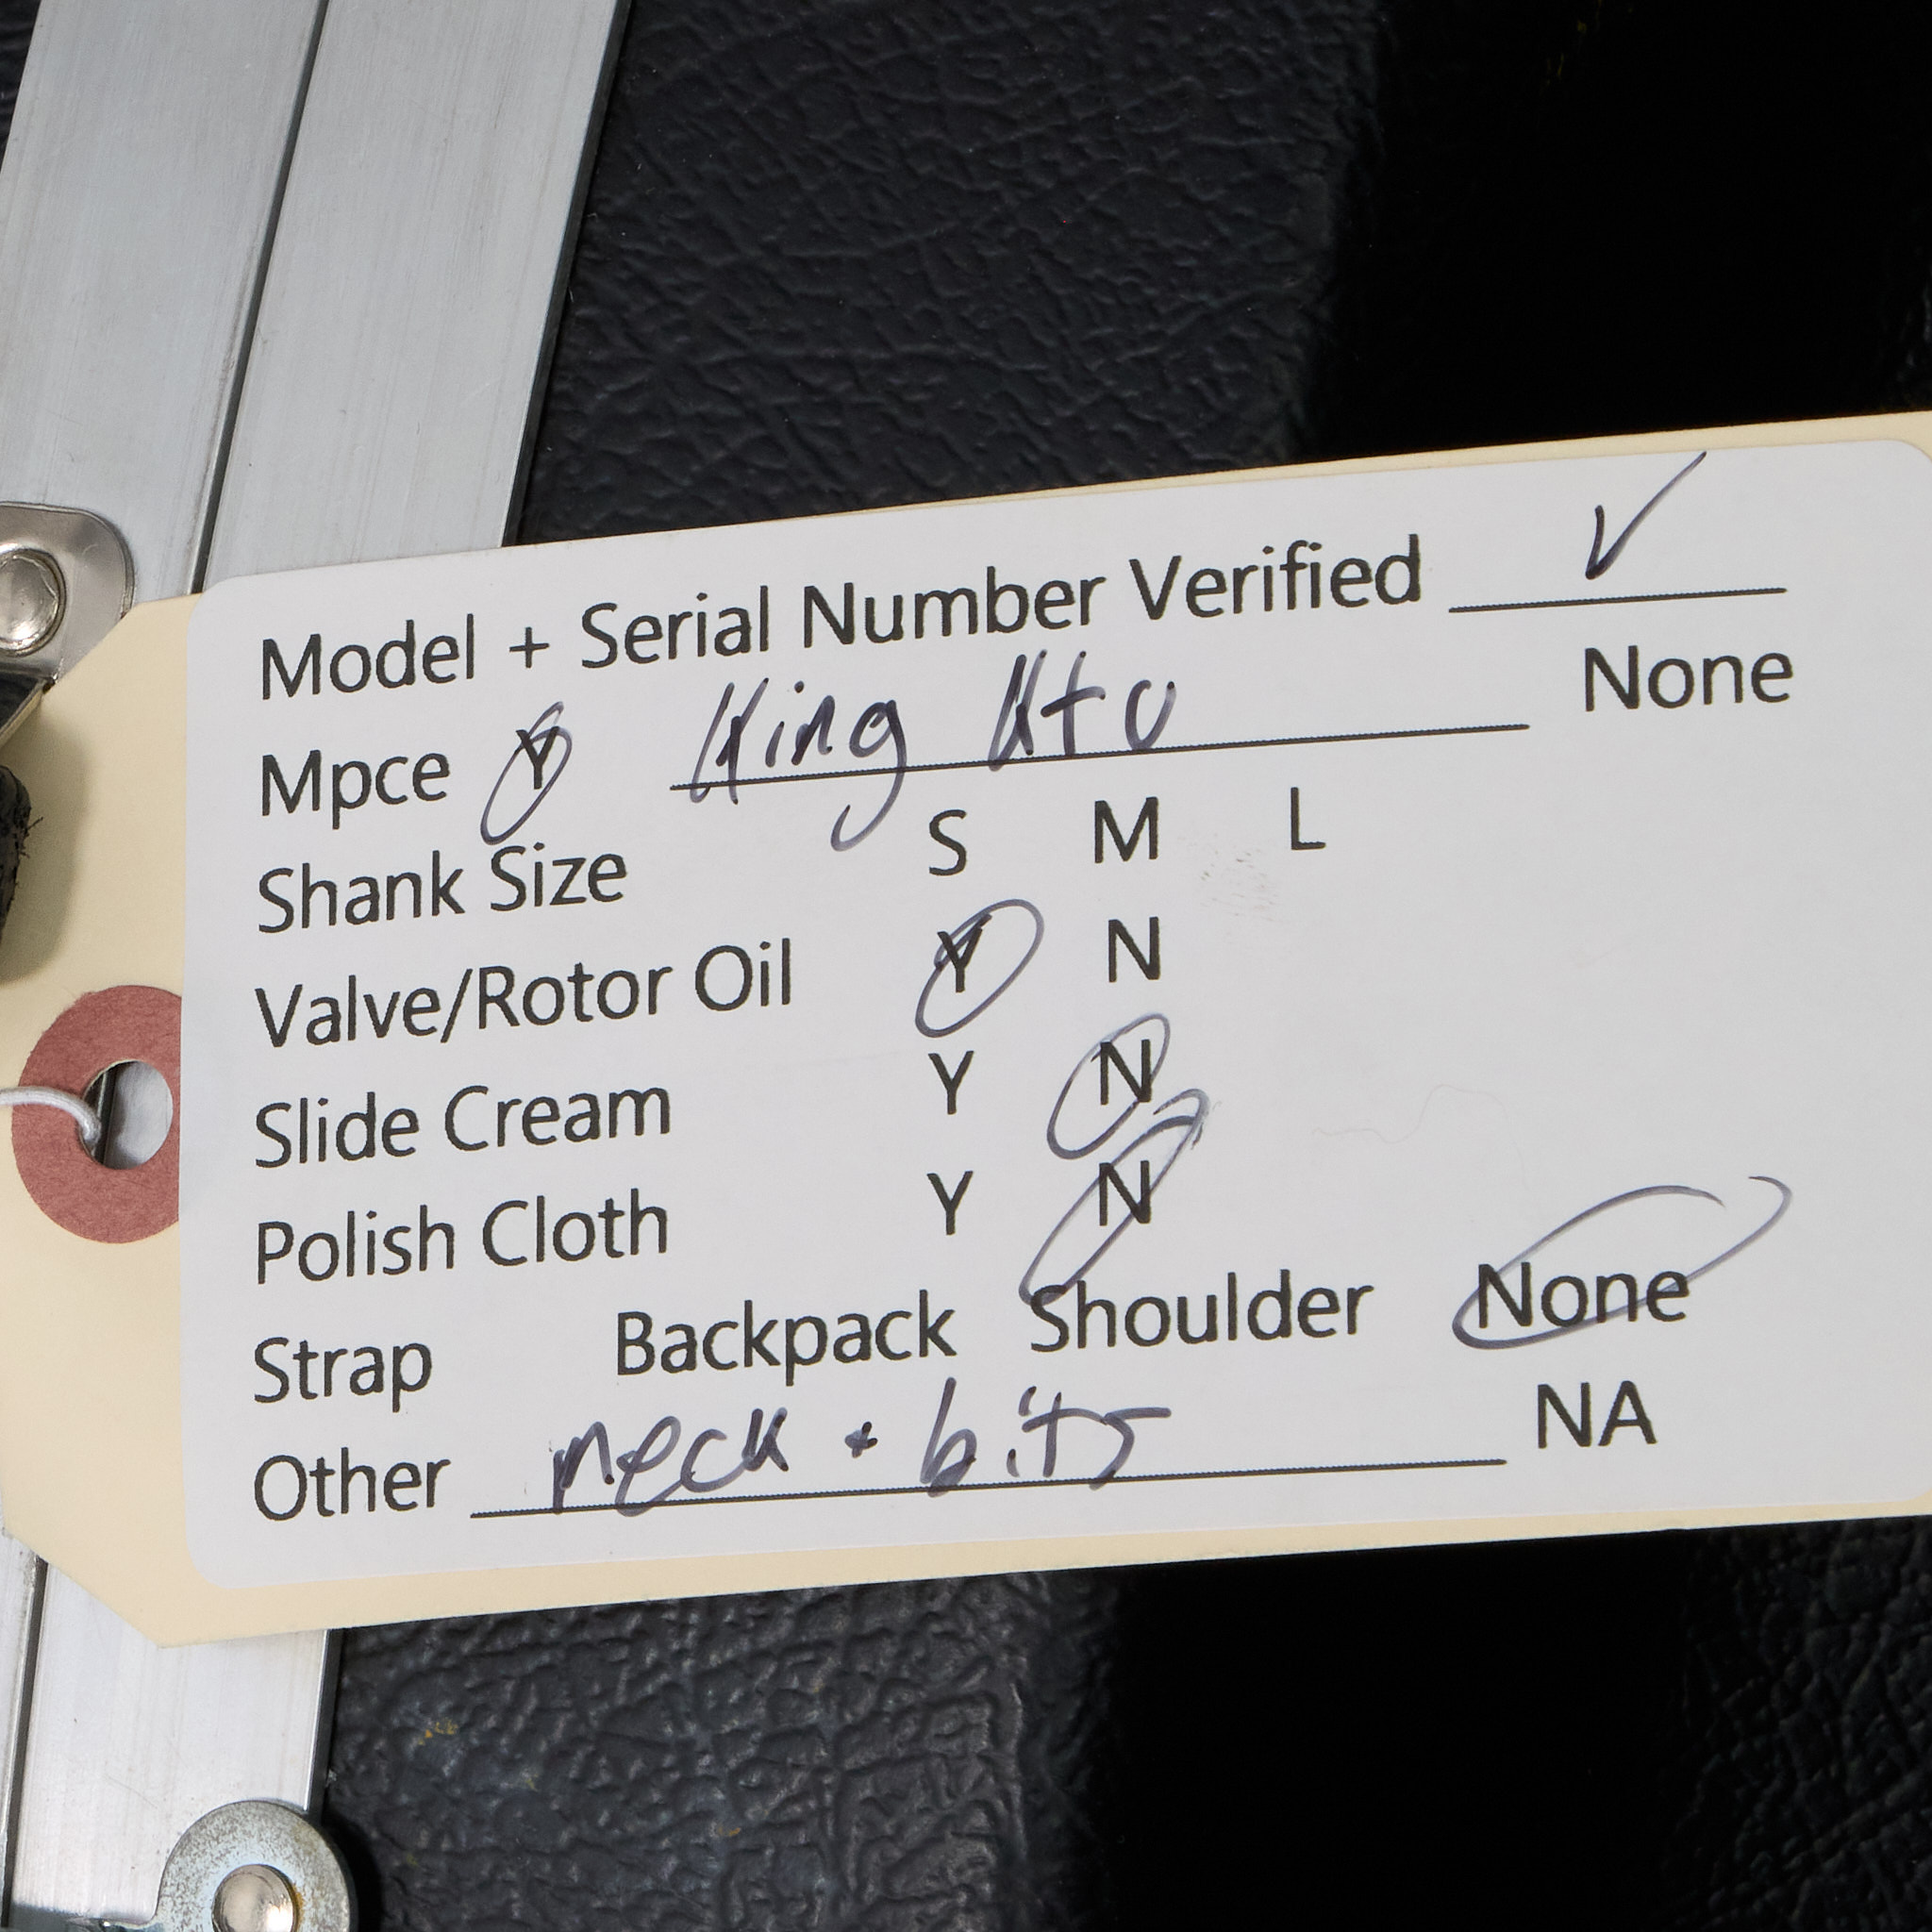 Model + Serial Number Verified ✓
Mpce Y King None
Shank Size S M L
Valve/Rotor Oil Y N
Slide Cream Y N
Polish Cloth Y N
Strap Backpack Shoulder None
Other neck + bits NA